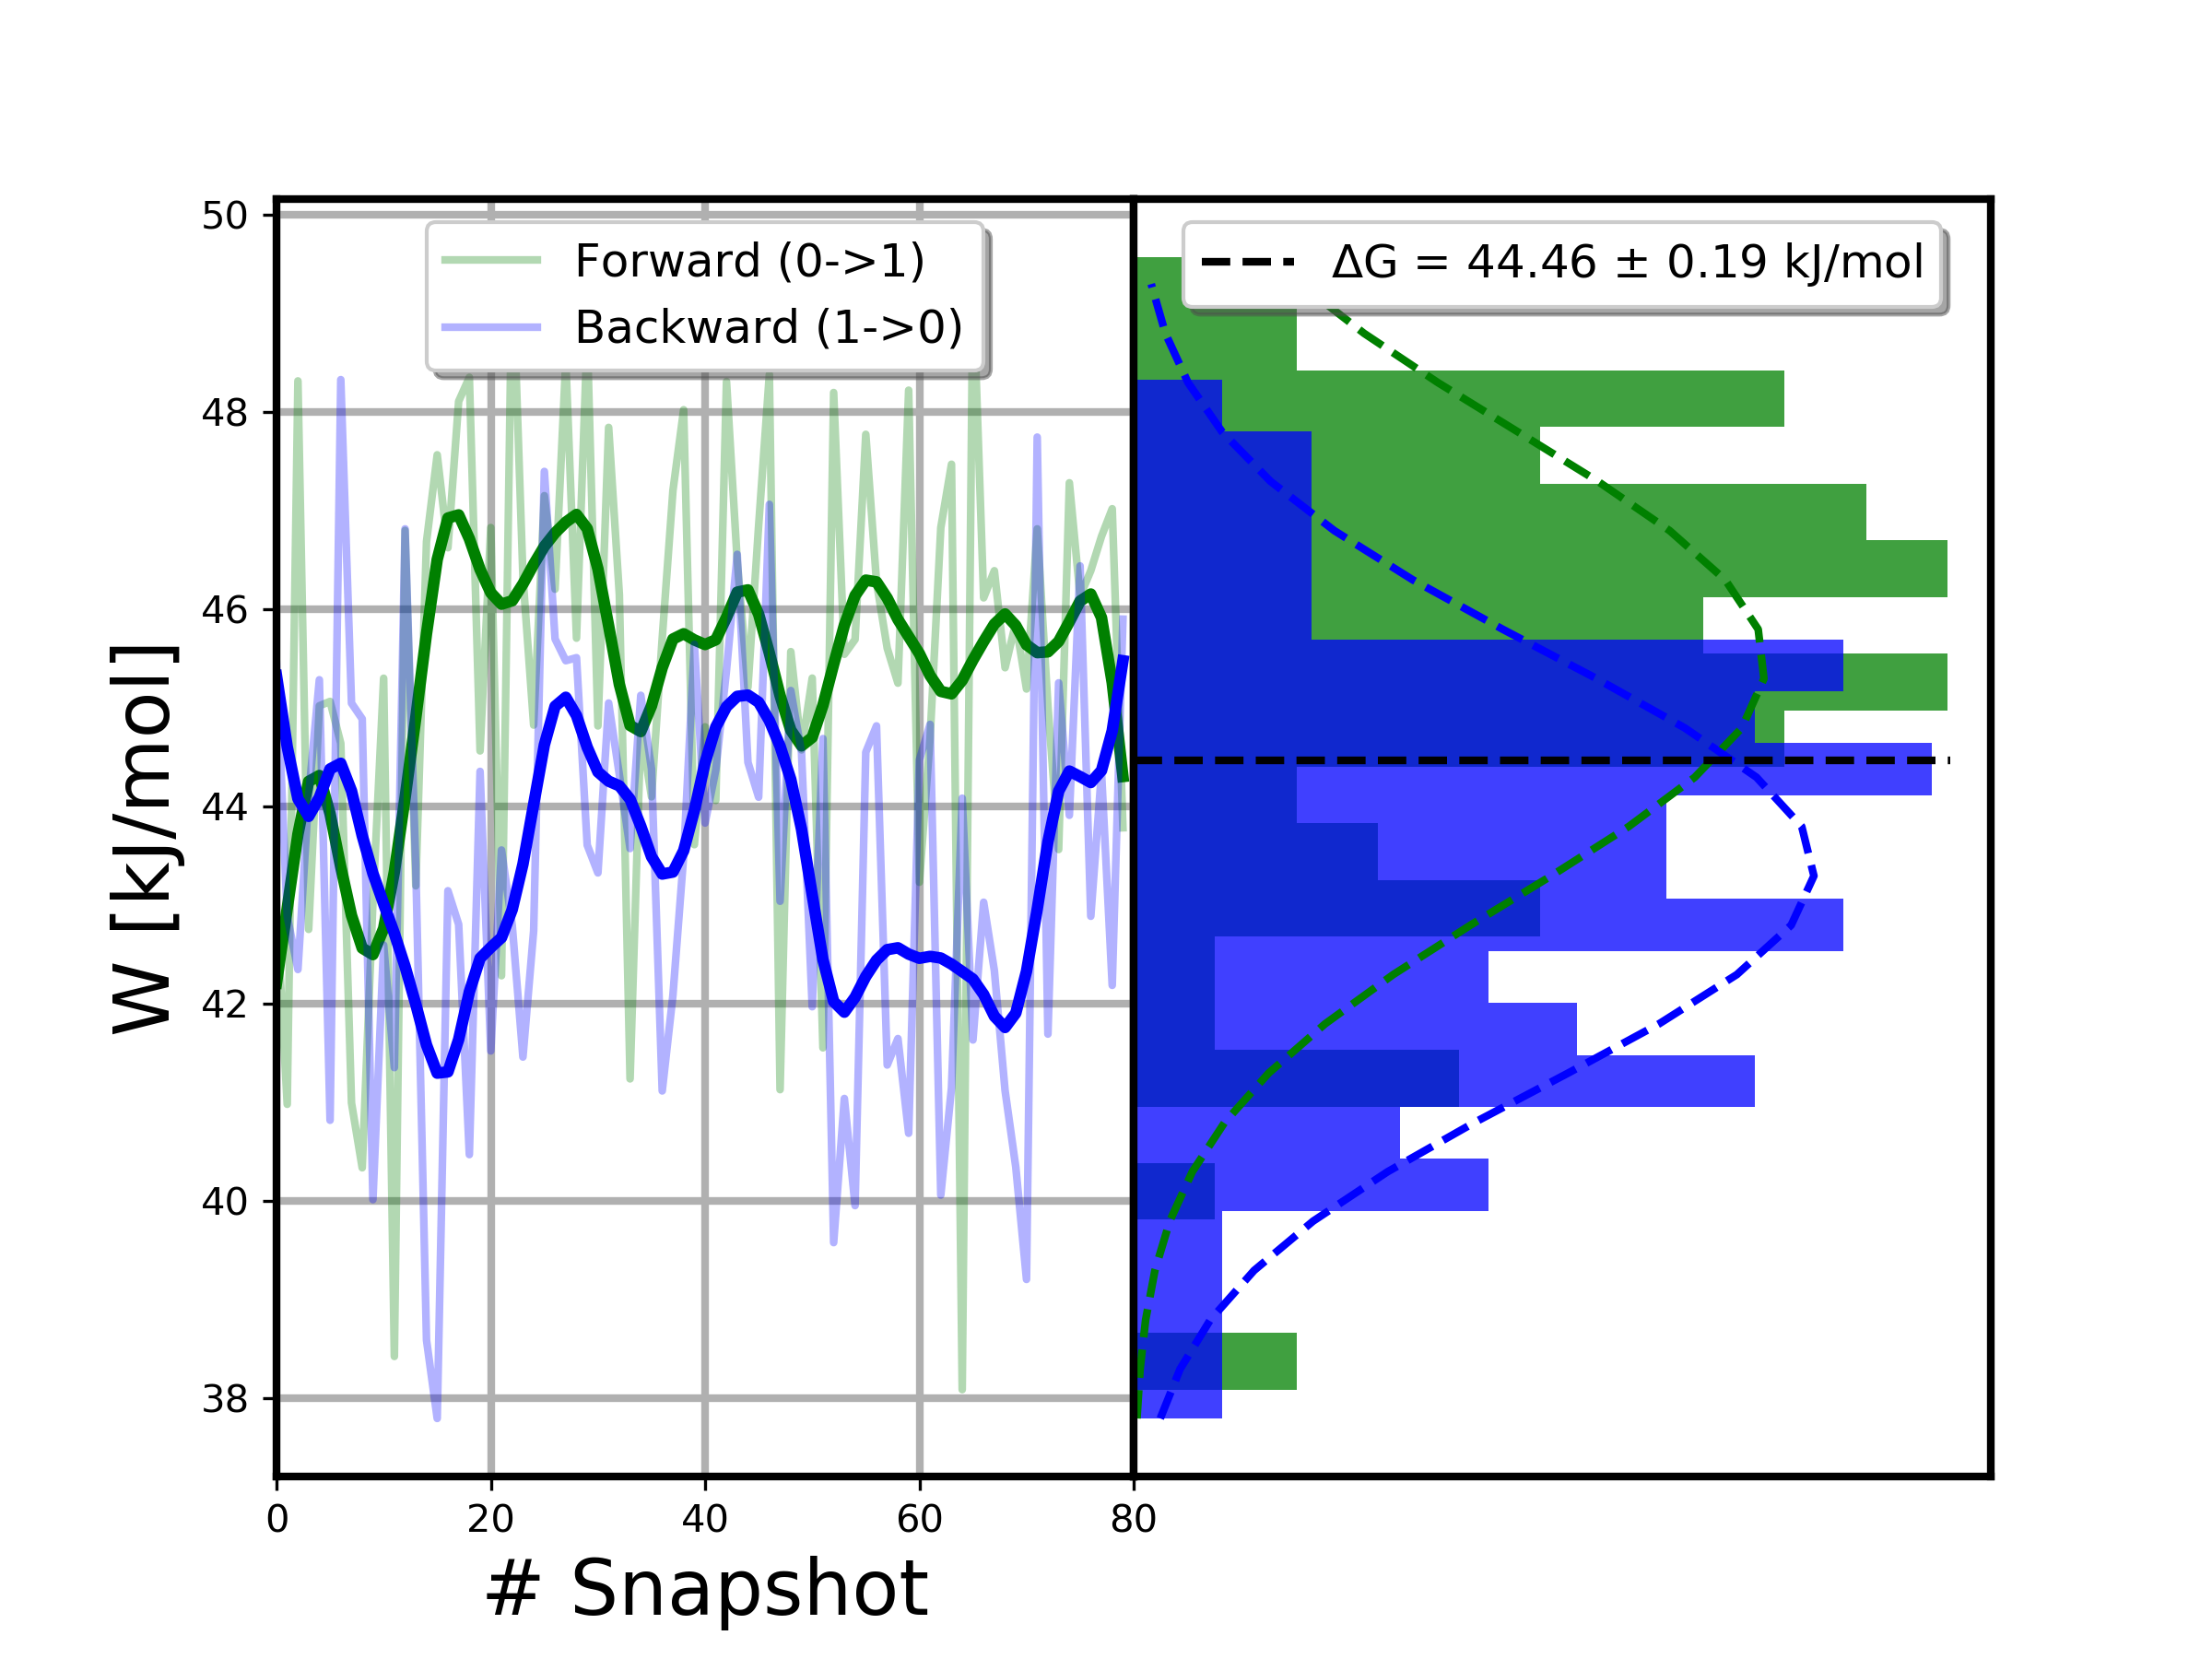 50
48
46
44
42
40
38
W [kJ/mol]
Forward (0->1)
Backward (1->0)
ΔG = 44.46 ± 0.19 kJ/mol
0 20 40 60 80
# Snapshot